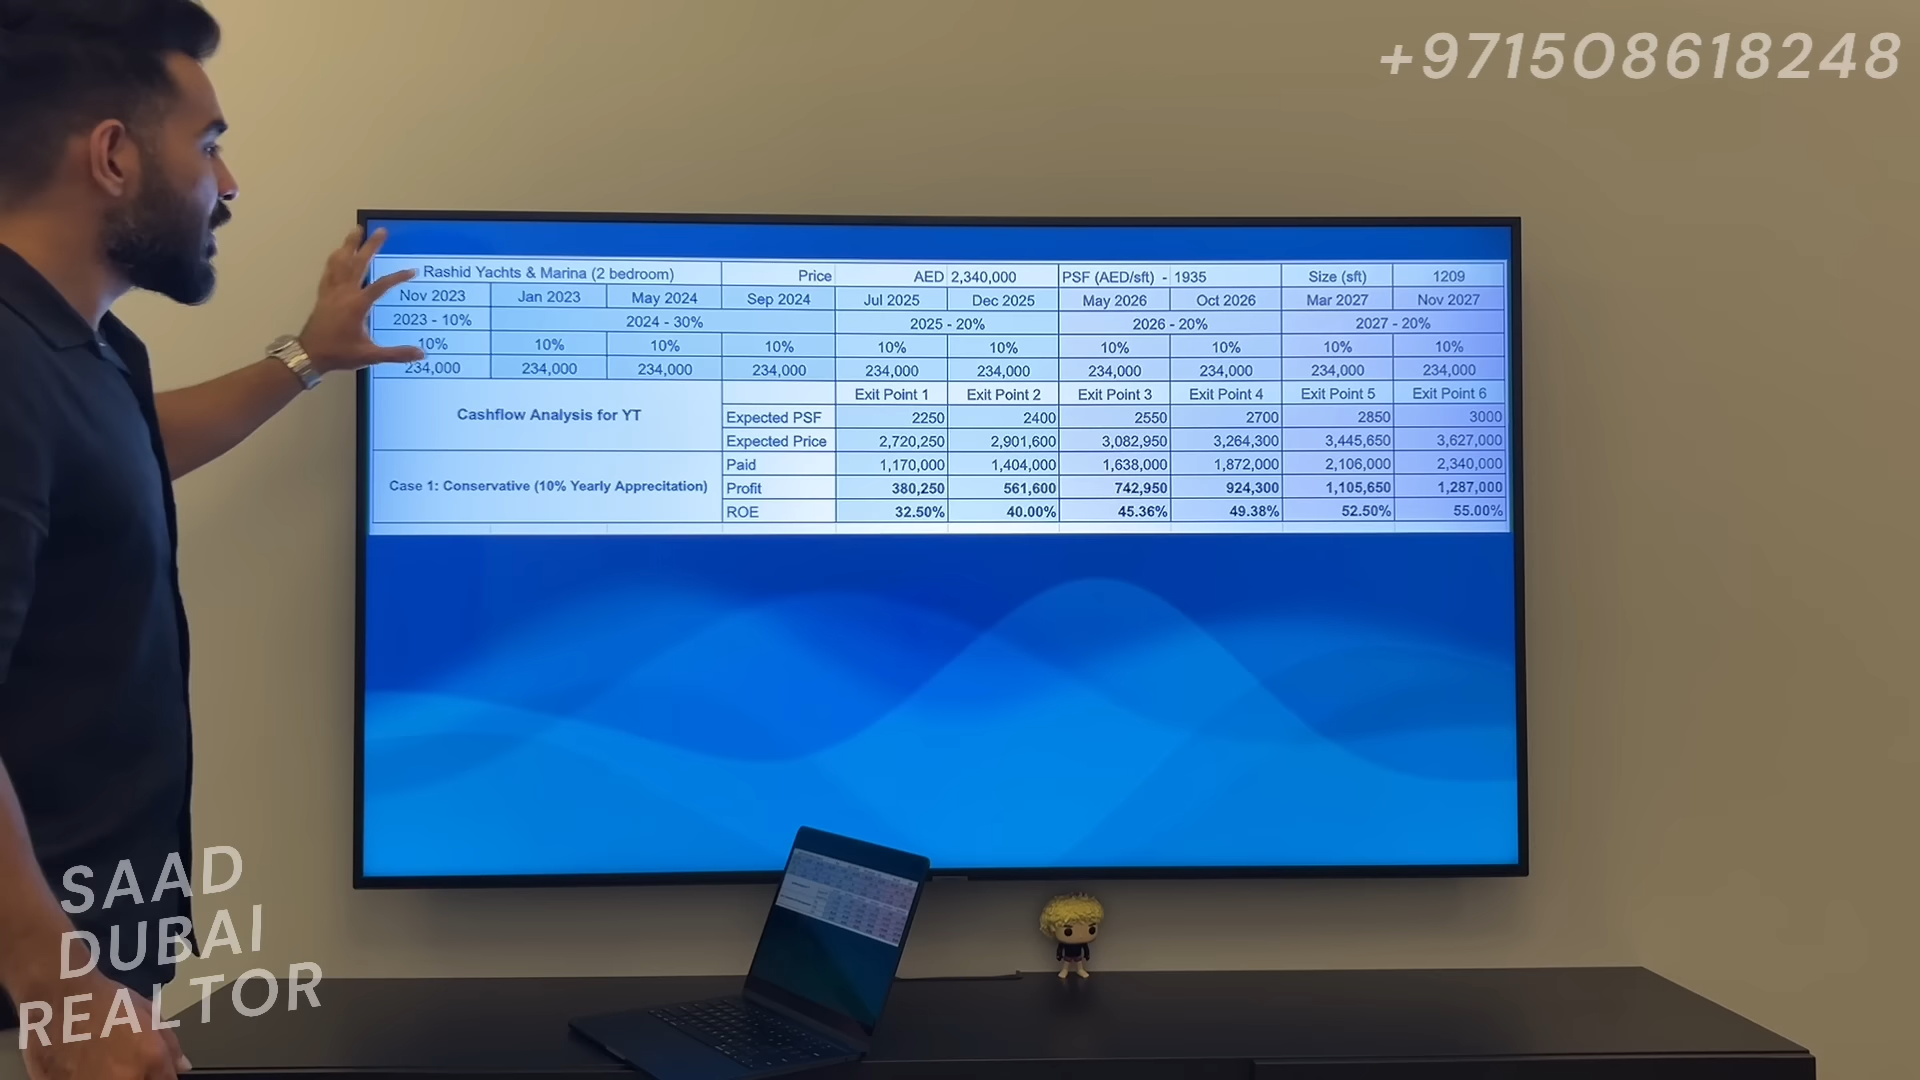 +971508618248
Rashid Yachts & Marina (2 bedroom) Price AED 2,340,000 PSF (AED/sft) - 1935 Size (sft) 1209
Nov 2023 Jan 2023 May 2024 Sep 2024 Jul 2025 Dec 2025 May 2026 Oct 2026 Mar 2027 Nov 2027
2023 - 10% 2024 - 30% 2025 - 20% 2026 - 20% 2027 - 20%
10% 10% 10% 10% 10% 10% 10% 10% 10% 10%
234,000 234,000 234,000 234,000 234,000 234,000 234,000 234,000 234,000 234,000
Exit Point 1 Exit Point 2 Exit Point 3 Exit Point 4 Exit Point 5 Exit Point 6
Cashflow Analysis for YT
Expected PSF 2250 2400 2550 2700 2850 3000
Expected Price 2,720,250 2,901,600 3,082,950 3,264,300 3,445,650 3,627,000
Paid 1,170,000 1,404,000 1,638,000 1,872,000 2,106,000 2,340,000
Case 1: Conservative (10% Yearly Apprecitation)
Profit 380,250 561,600 742,950 924,300 1,105,650 1,287,000
ROE 32.50% 40.00% 45.36% 49.38% 52.50% 55.00%
SAAD
DUBAI
REALTOR